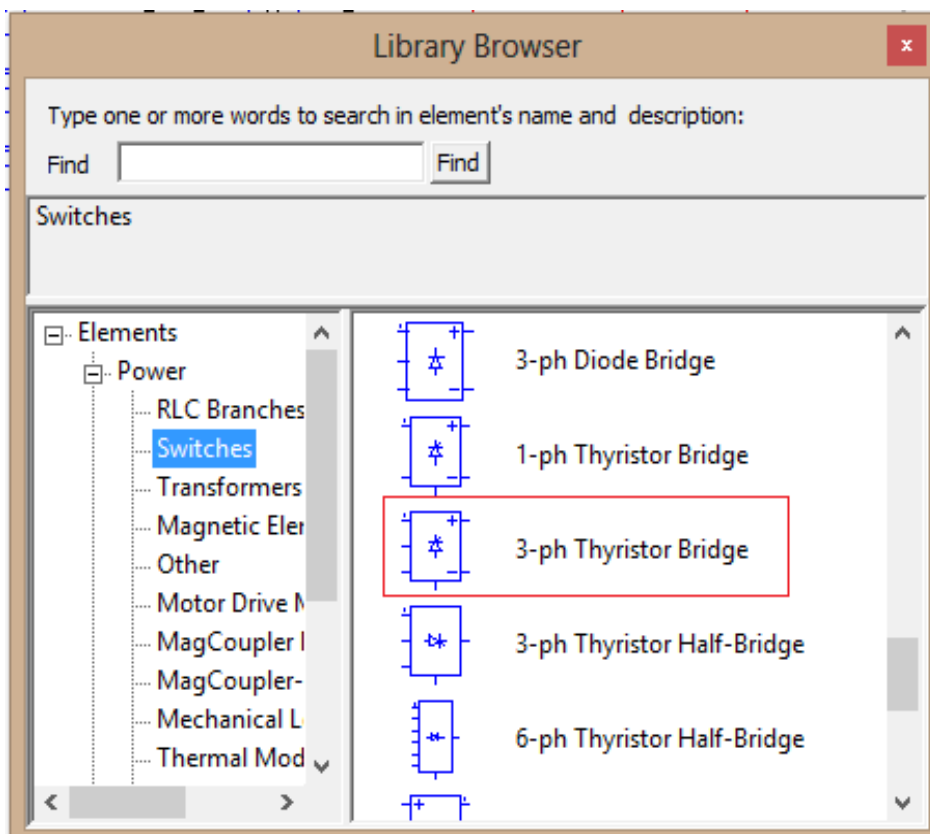 Library Browser
x
Type one or more words to search in element's name and description:
Find
Find
Switches
Elements
Power
RLC Branches
Switches
Transformers
Magnetic Eler
Other
Motor Drive M
MagCoupler I
MagCoupler-
Mechanical L
Thermal Mod
3-ph Diode Bridge
1-ph Thyristor Bridge
3-ph Thyristor Bridge
3-ph Thyristor Half-Bridge
6-ph Thyristor Half-Bridge